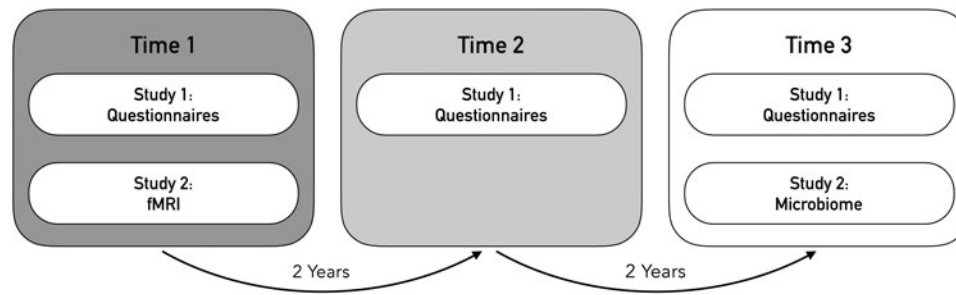 Time 1
Study 1:
Questionnaires
Study 2:
fMRI
Time 2
Study 1:
Questionnaires
Time 3
Study 1:
Questionnaires
Study 2:
Microbiome
2 Years
2 Years